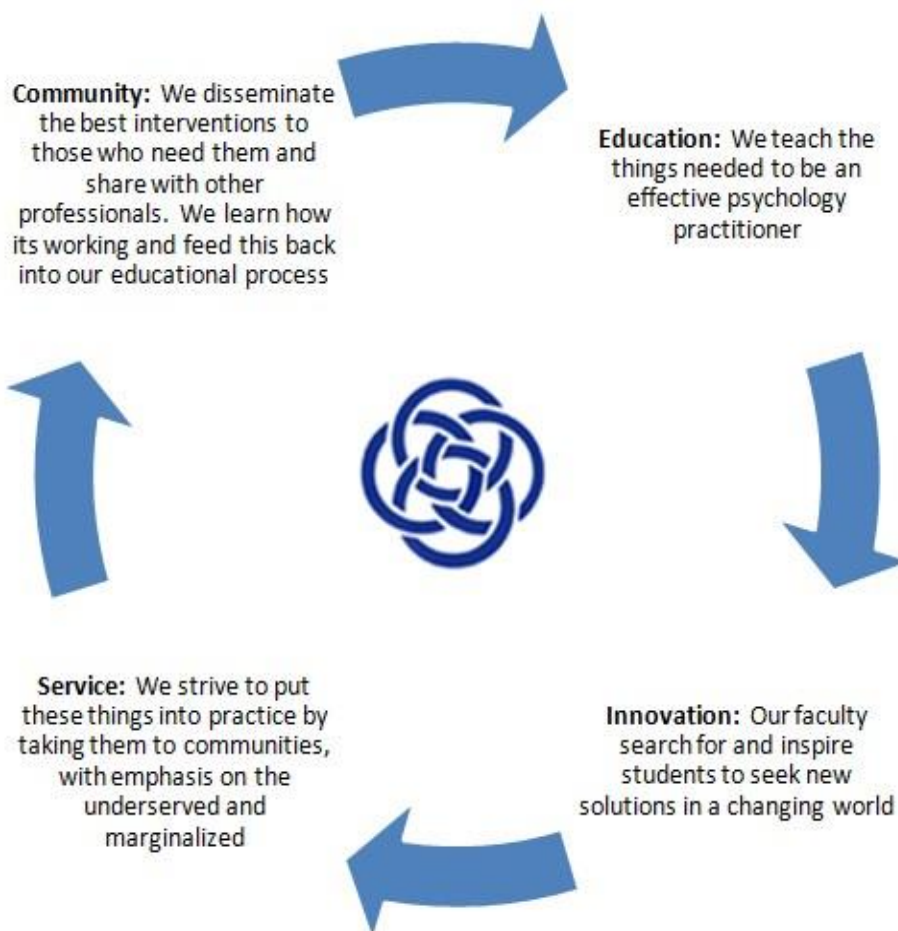 Community: We disseminate
the best interventions to
those who need them and
share with other
professionals. We learn how
its working and feed this back
into our educational process
Education: We teach the
things needed to be an
effective psychology
practitioner
Innovation: Our faculty
search for and inspire
students to seek new
solutions in a changing world
Service: We strive to put
these things into practice by
taking them to communities,
with emphasis on the
underserved and
marginalized